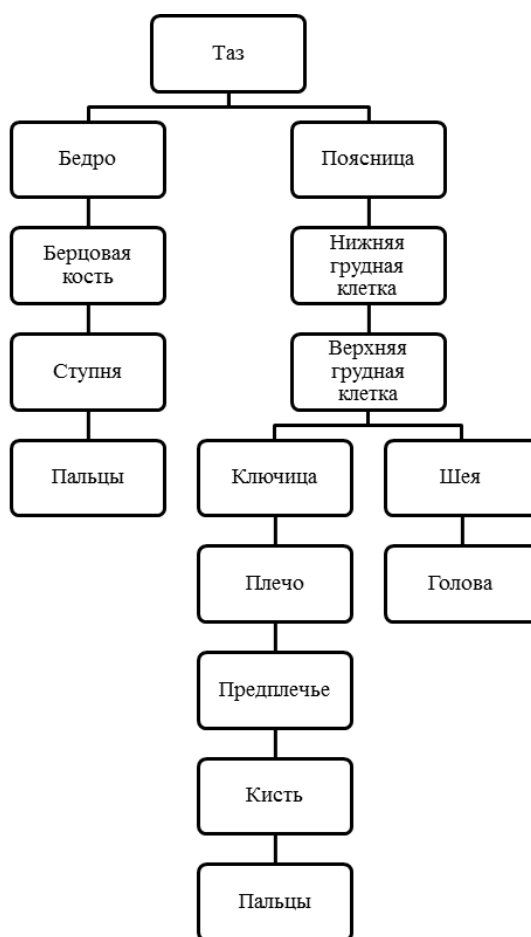 Таз
Бедро
Поясница
Берцовая
кость
Нижняя
грудная
клетка
Ступня
Верхняя
грудная
клетка
Пальцы
Ключица
Шея
Плечо
Голова
Предплечье
Кисть
Пальцы